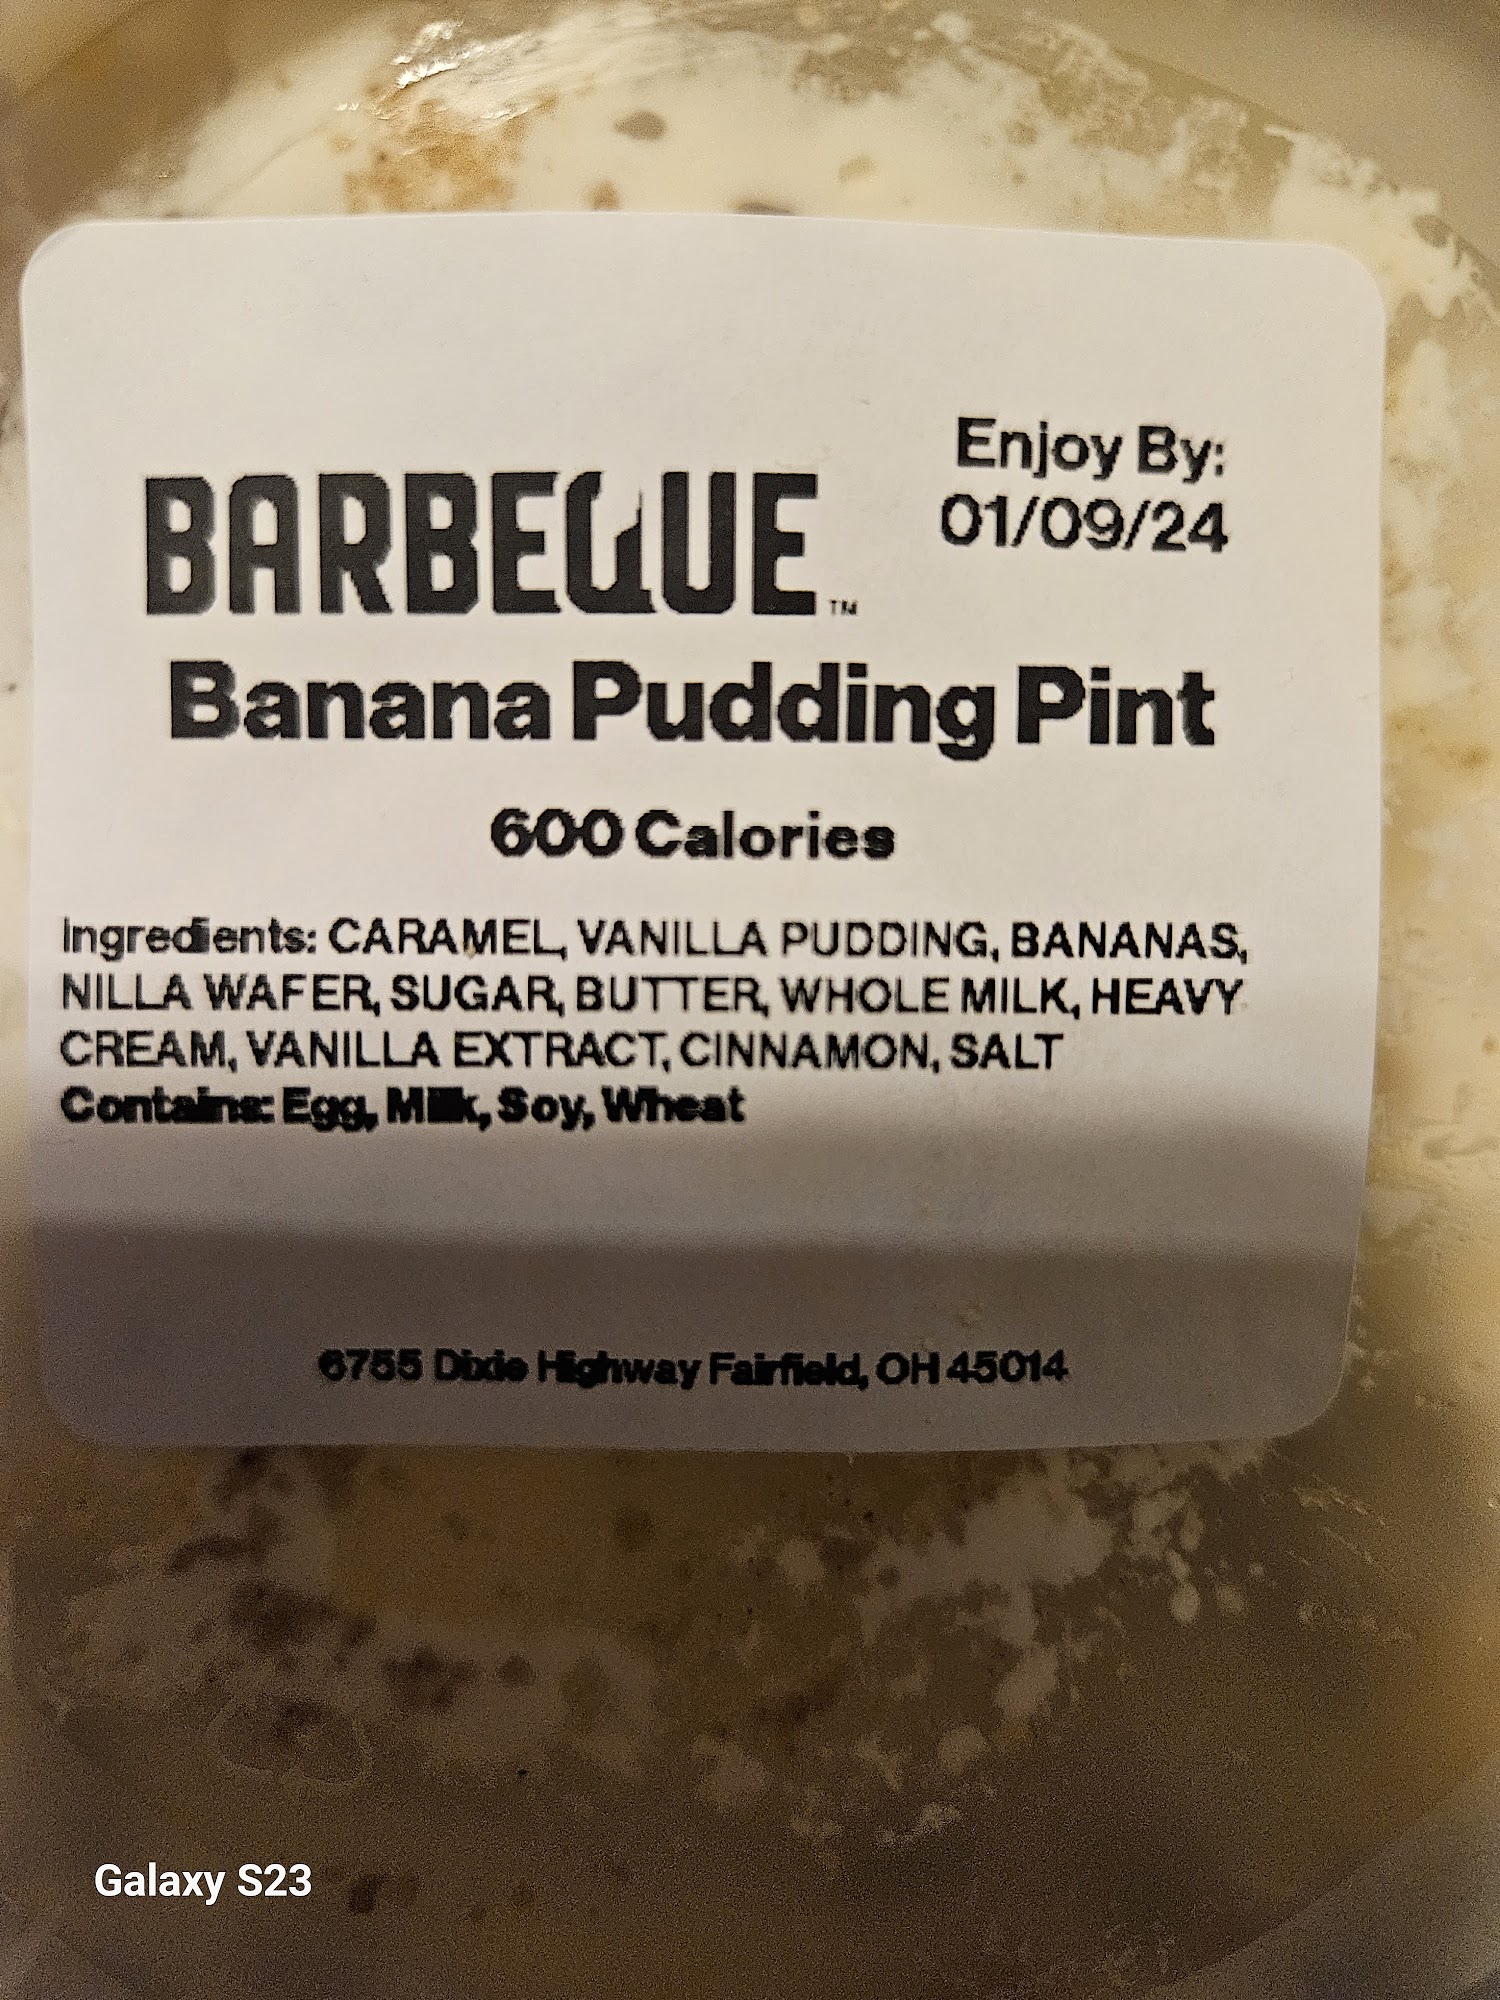 Enjoy By:
01/09/24
BARBEQUE™
Banana Pudding Pint
600 Calories
Ingredients: CARAMEL, VANILLA PUDDING, BANANAS,
NILLA WAFER, SUGAR, BUTTER, WHOLE MILK, HEAVY
CREAM, VANILLA EXTRACT, CINNAMON, SALT
Contains: Egg, Milk, Soy, Wheat
6755 Dixie Highway Fairfield, OH 45014
Galaxy S23